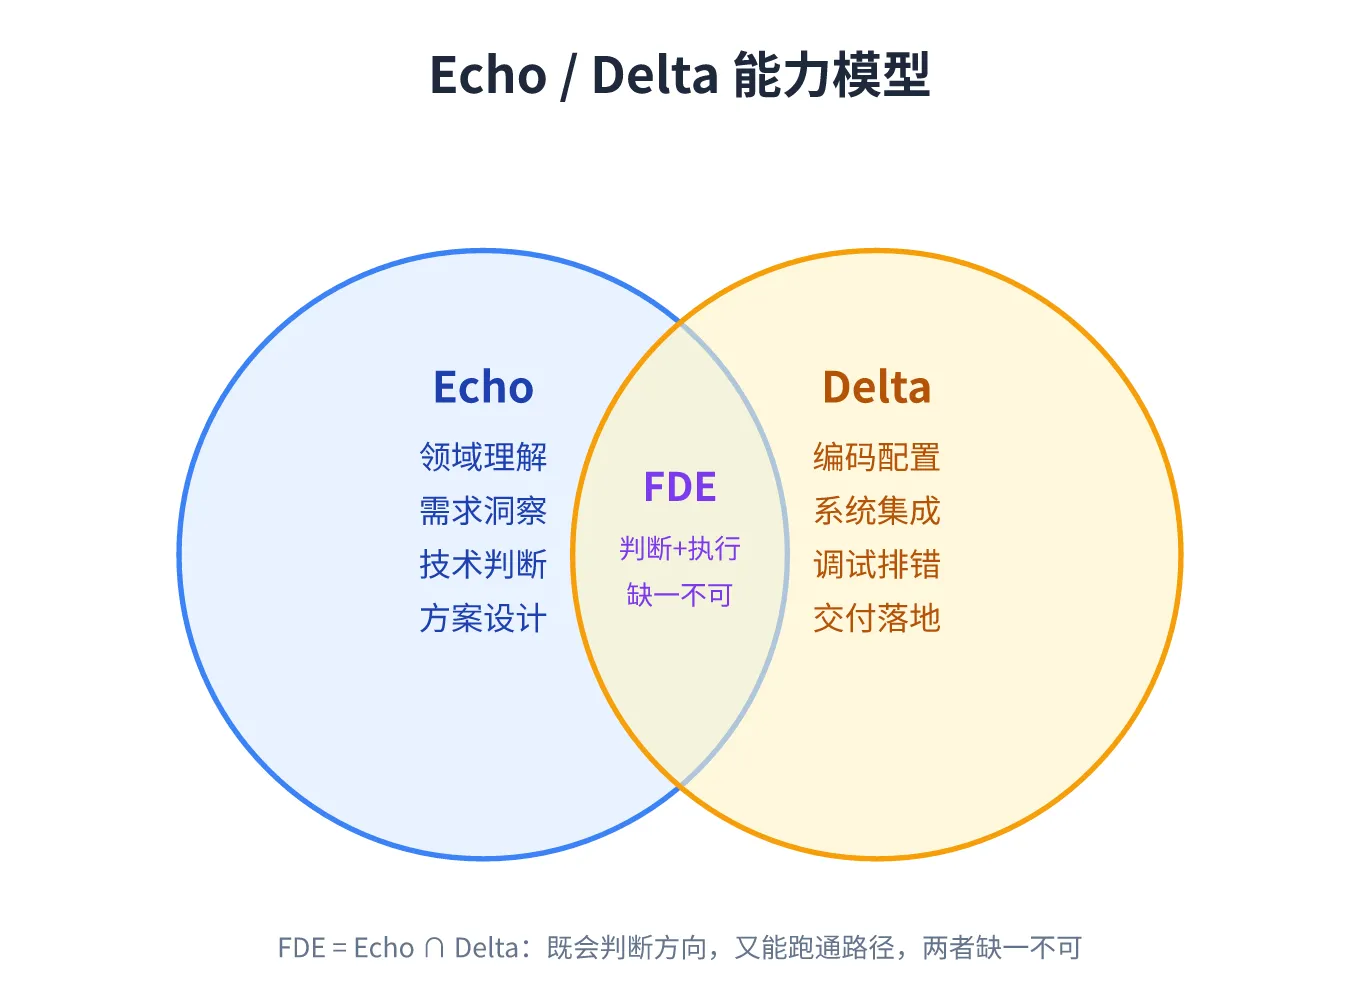 Echo / Delta 能力模型
Echo
领域理解
需求洞察
技术判断
方案设计
FDE
判断+执行
缺一不可
Delta
编码配置
系统集成
调试排错
交付落地
FDE = Echo ∩ Delta：既会判断方向，又能跑通路径，两者缺一不可